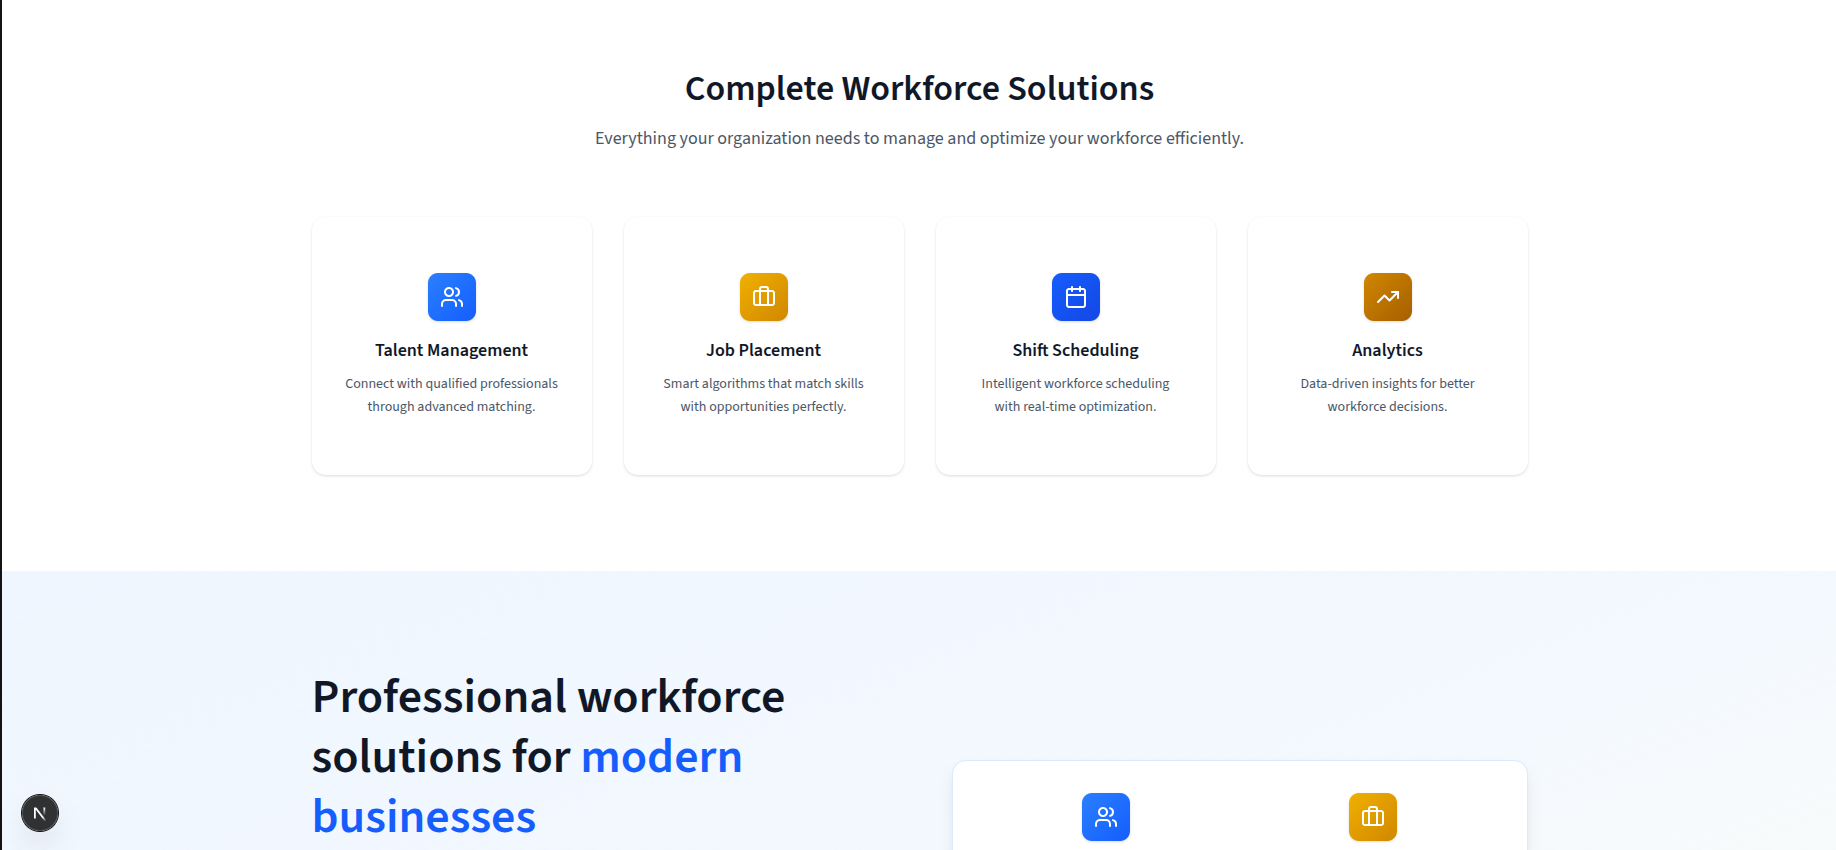 Complete Workforce Solutions
Everything your organization needs to manage and optimize your workforce efficiently.
Talent Management
Connect with qualified professionals
through advanced matching.
Job Placement
Smart algorithms that match skills
with opportunities perfectly.
Shift Scheduling
Intelligent workforce scheduling
with real-time optimization.
Analytics
Data-driven insights for better
workforce decisions.
Professional workforce
solutions for modern
businesses
N